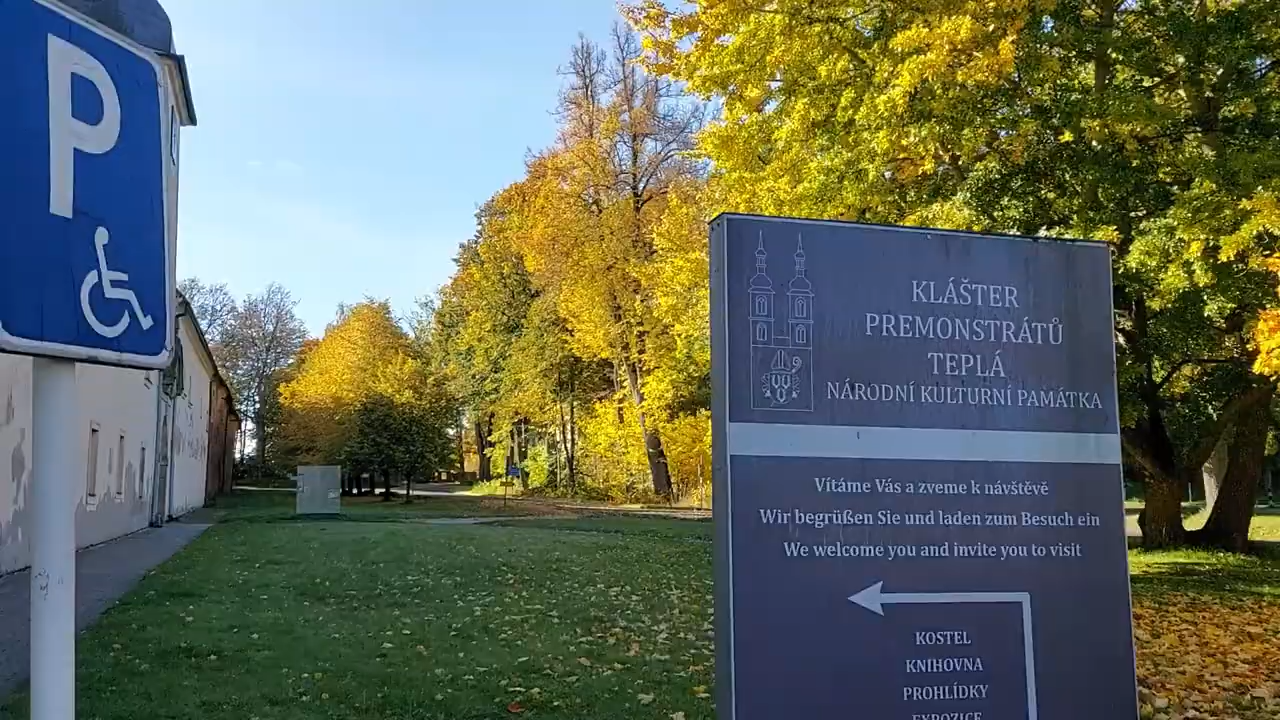 P
KLÁŠTER
PREMONSTRÁTŮ
TEPLÁ
NÁRODNÍ KULTURNÍ PAMÁTKA
Vítáme Vás a zveme k návštěvě
Wir begrüßen Sie und laden zum Besuch ein
We welcome you and invite you to visit
KOSTEL
KNIHOVNA
PROHLÍDKY
EXPOZICE